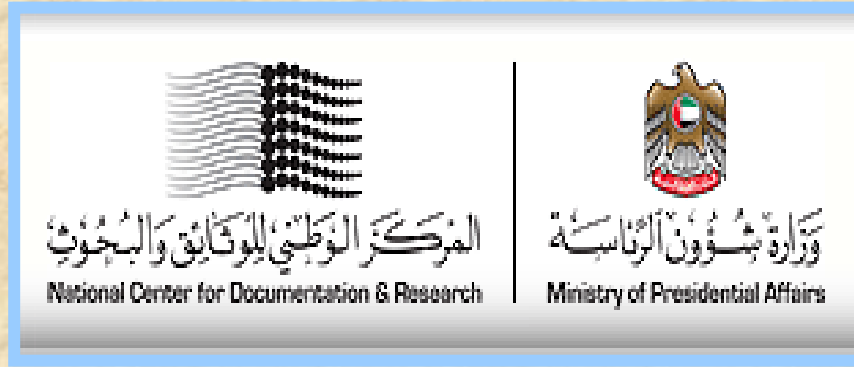 المركز الوطني للوثائق والبحوث
National Center for Documentation & Research
وزارة شؤون الرئاسة
Ministry of Presidential Affairs